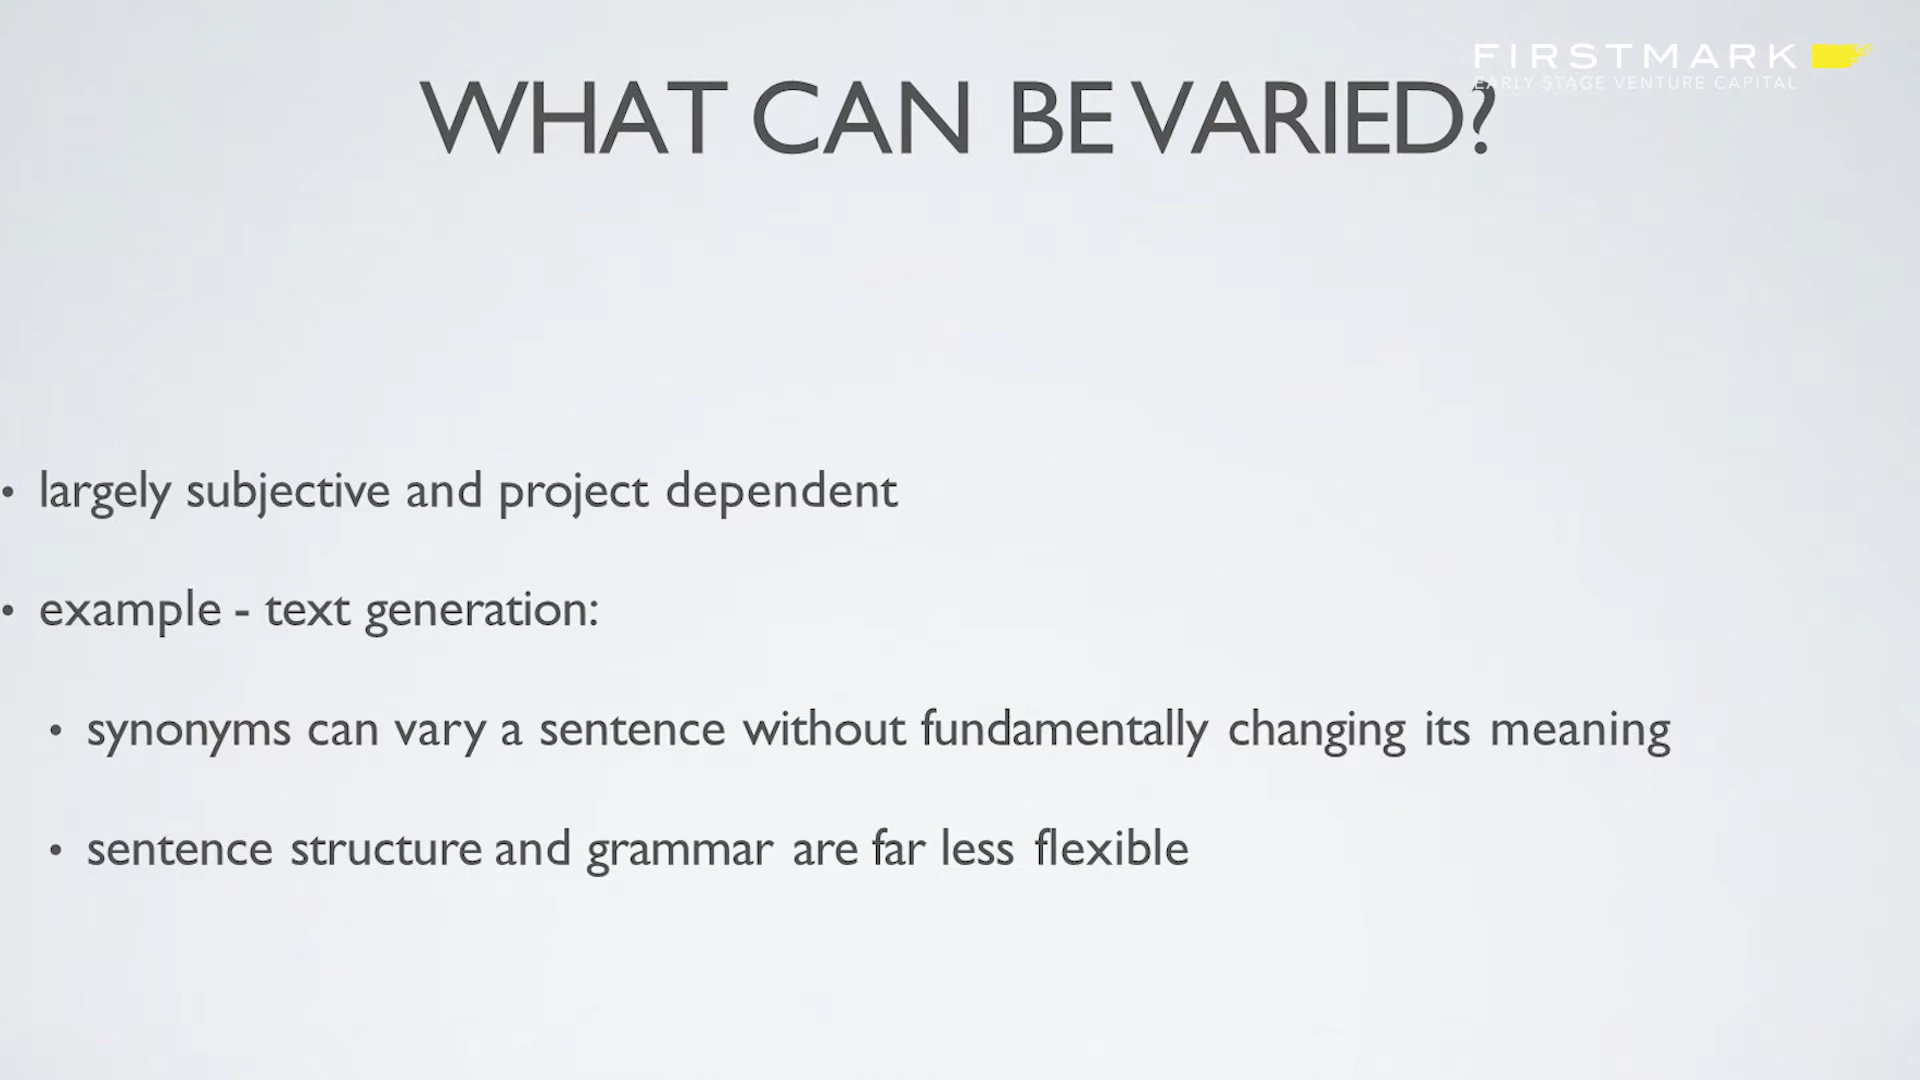 FIRSTMARK
EARLY STAGE VENTURE CAPITAL
WHAT CAN BE VARIED?
• largely subjective and project dependent
• example - text generation:
• synonyms can vary a sentence without fundamentally changing its meaning
• sentence structure and grammar are far less flexible